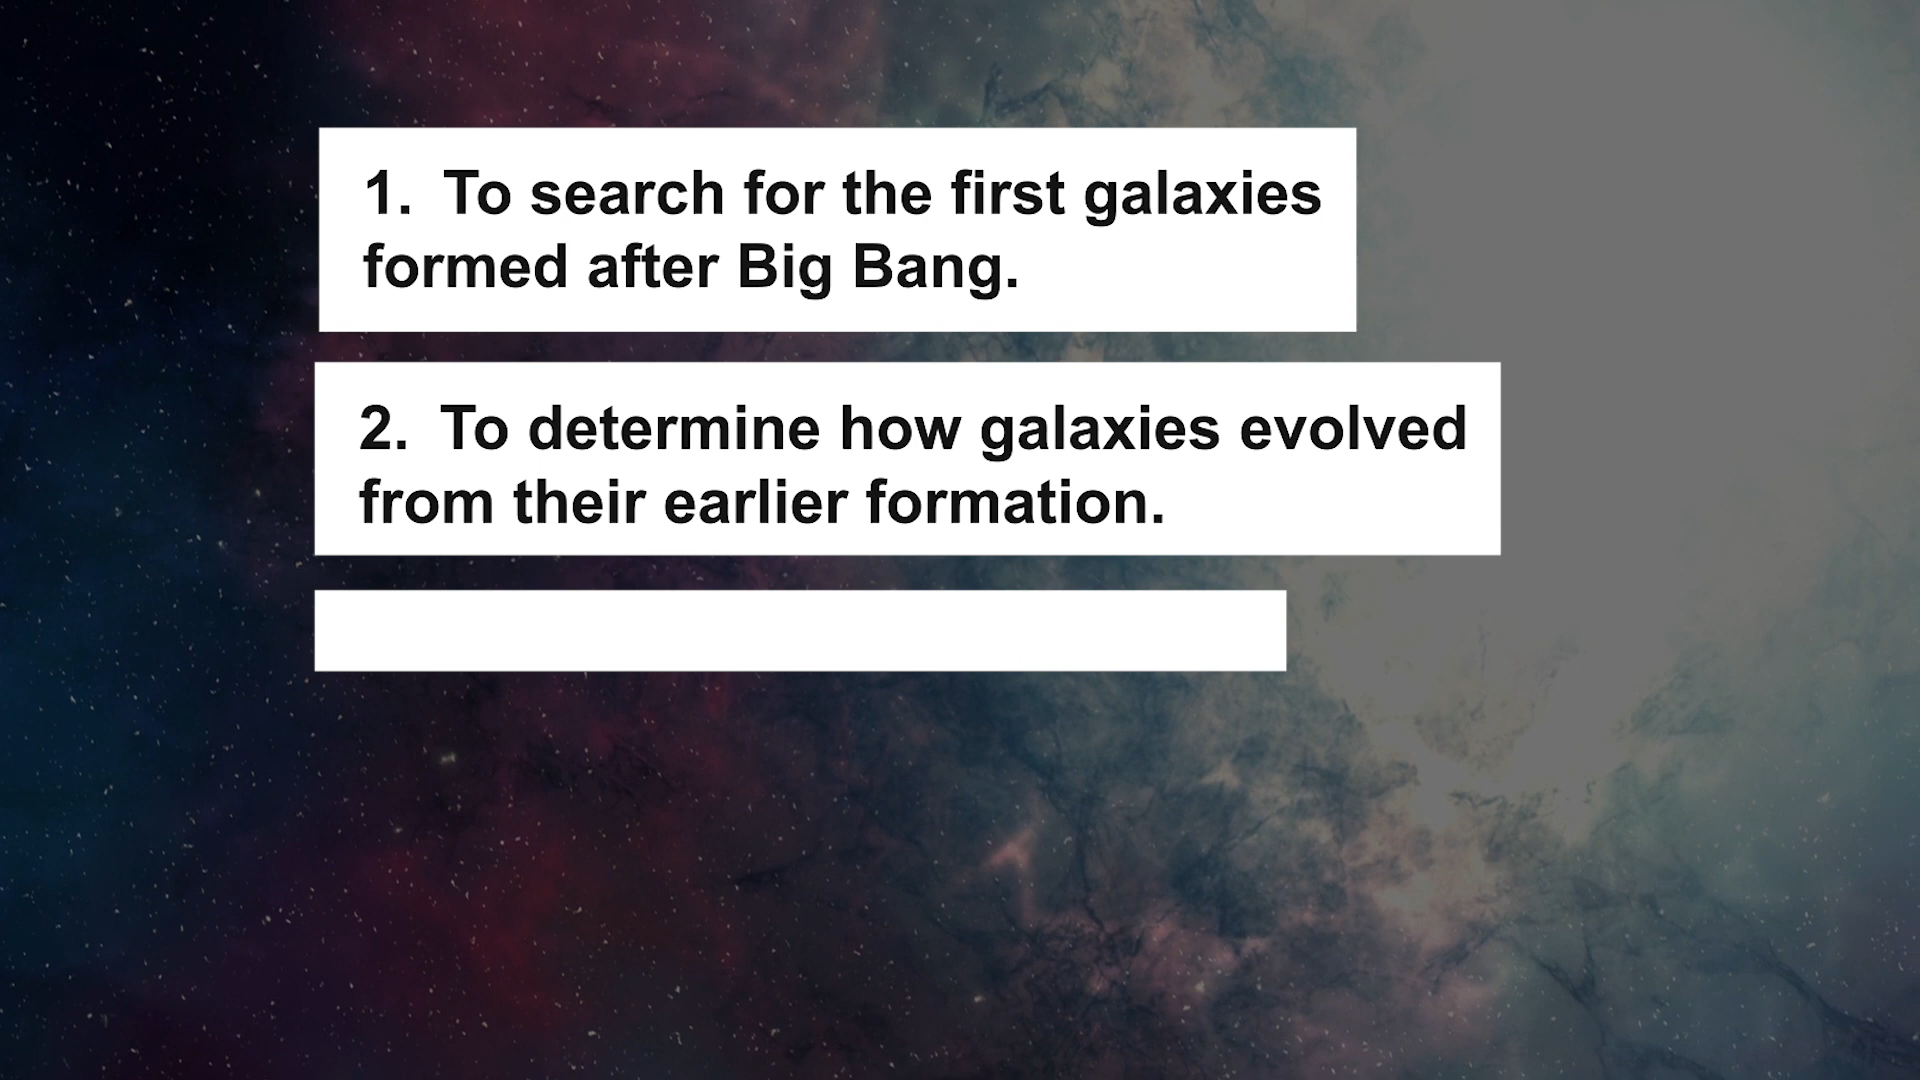 1. To search for the first galaxies
formed after Big Bang.
2. To determine how galaxies evolved
from their earlier formation.